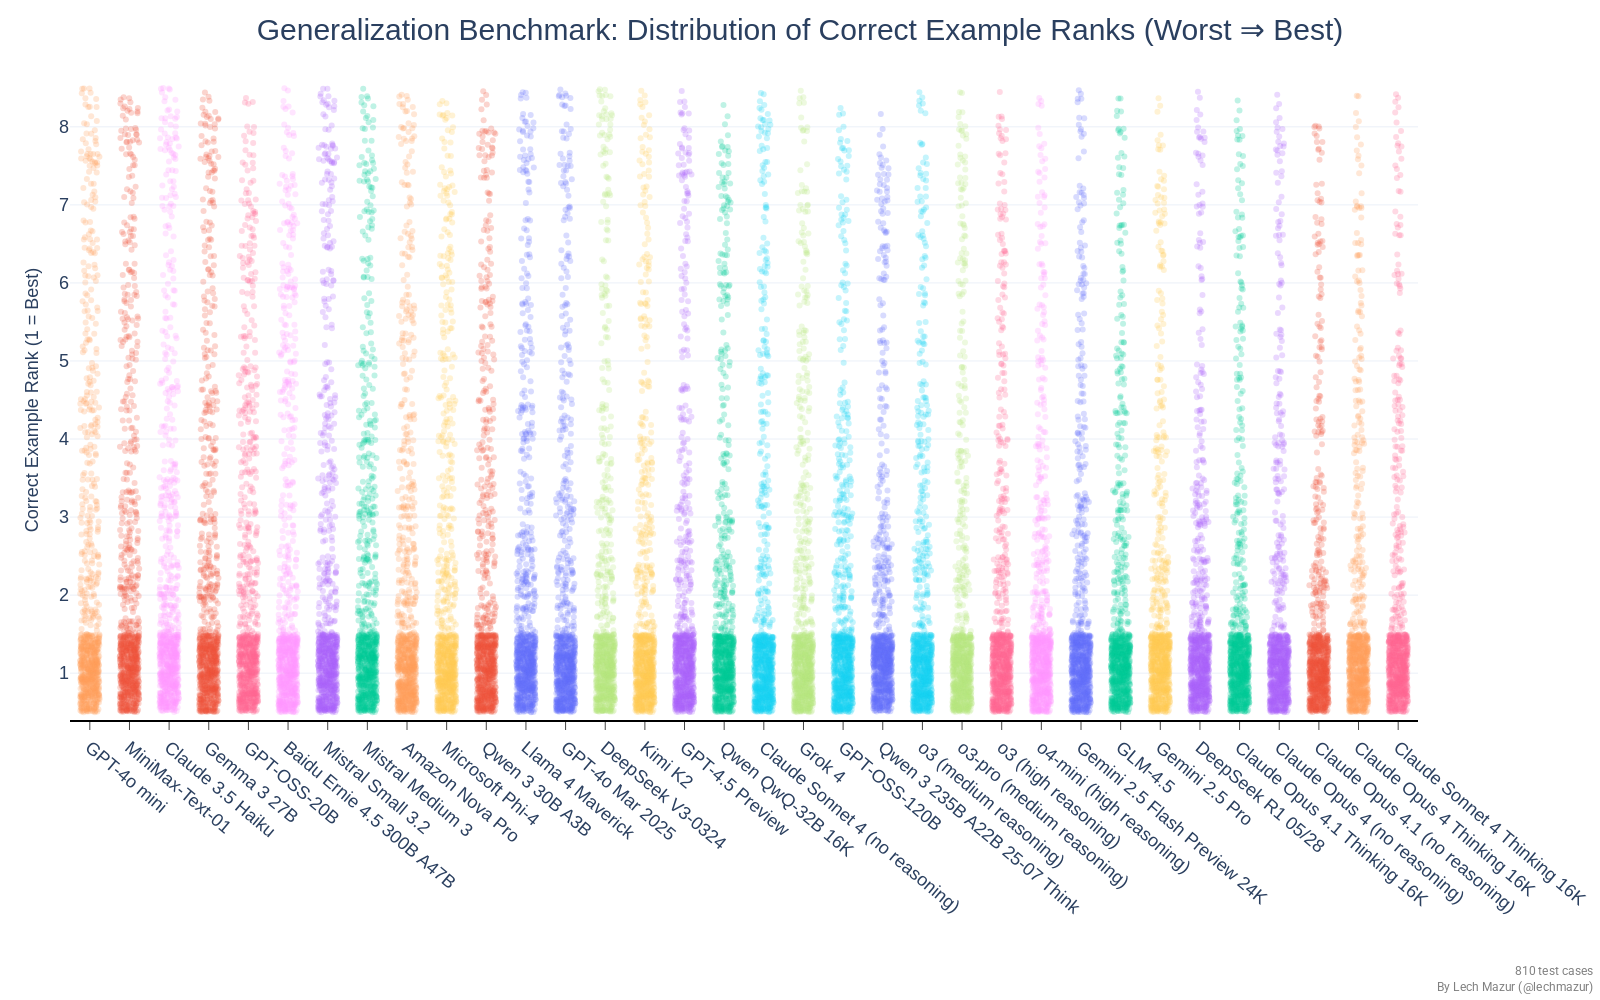 Generalization Benchmark: Distribution of Correct Example Ranks (Worst ⇒ Best)
Correct Example Rank (1 = Best)
8
7
6
5
4
3
2
1
GPT-4o mini
MiniMax-Text-01
Claude 3.5 Haiku
Gemma 3 27B
GPT-OSS-20B
Baidu Ernie 4.5 300B A47B
Mistral Small 3.2
Mistral Medium 3
Amazon Nova Pro
Microsoft Phi-4
Qwen 3 30B A3B
Llama 4 Maverick
GPT-4o Mar 2025
DeepSeek V3-0324
Kimi K2
GPT-4.5 Preview
Qwen QwQ-32B 16K
Claude Sonnet 4 (no reasoning)
Grok 4
GPT-OSS-120B
Qwen 3 235B A22B 25-07 Think
o3 (medium reasoning)
o3-pro (medium reasoning)
o3 (high reasoning)
o4-mini (high reasoning)
Gemini 2.5 Flash Preview 24K
GLM-4.5
Gemini 2.5 Pro
DeepSeek R1 05/28
Claude Opus 4.1 Thinking 16K
Claude Opus 4 (no reasoning)
Claude Opus 4.1 (no reasoning)
Claude Opus 4 Thinking 16K
Claude Sonnet 4 Thinking 16K
810 test cases
By Lech Mazur (@lechmazur)